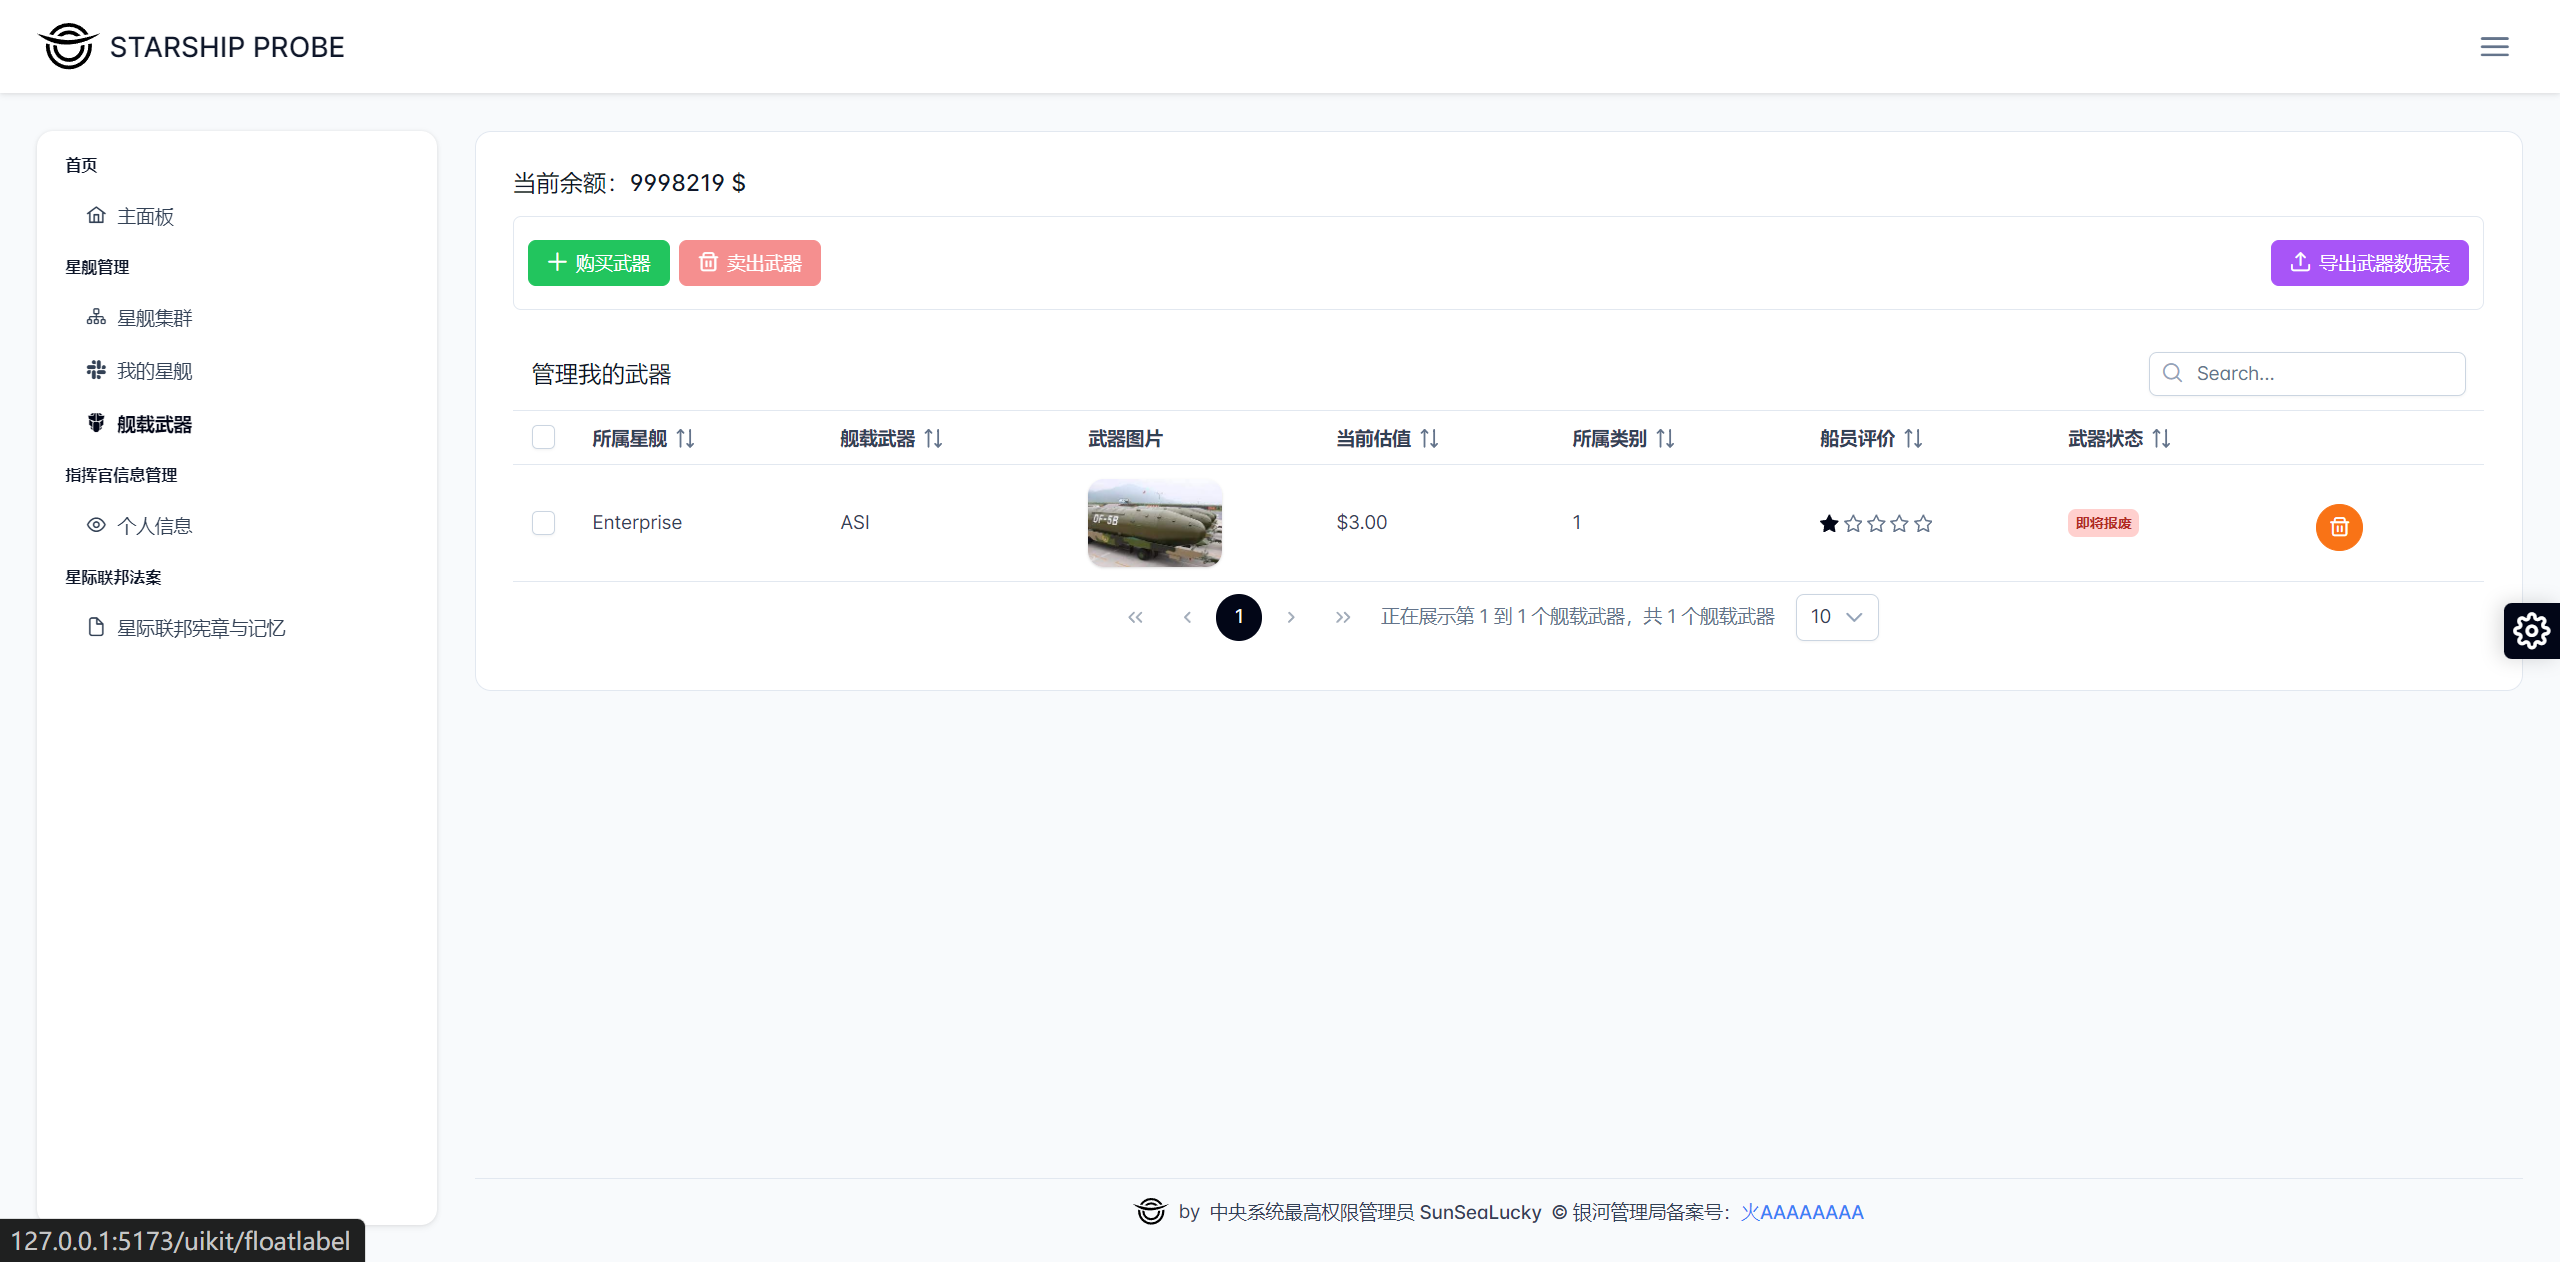 STARSHIP PROBE
首页
主面板
星舰管理
星舰集群
我的星舰
舰载武器
指挥官信息管理
个人信息
星际联邦法案
星际联邦宪章与记忆
当前余额：9998219 $
购买武器 卖出武器 导出武器数据表
管理我的武器 Search...
所属星舰 舰载武器 武器图片 当前估值 所属类别 船员评价 武器状态
Enterprise ASI DF-5B $3.00 1 即将报废
1 正在展示第 1 到 1 个舰载武器，共 1 个舰载武器 10
by 中央系统最高权限管理员 SunSeaLucky © 银河管理局备案号：火AAAAAAAA
127.0.0.1:5173/uikit/floatlabel